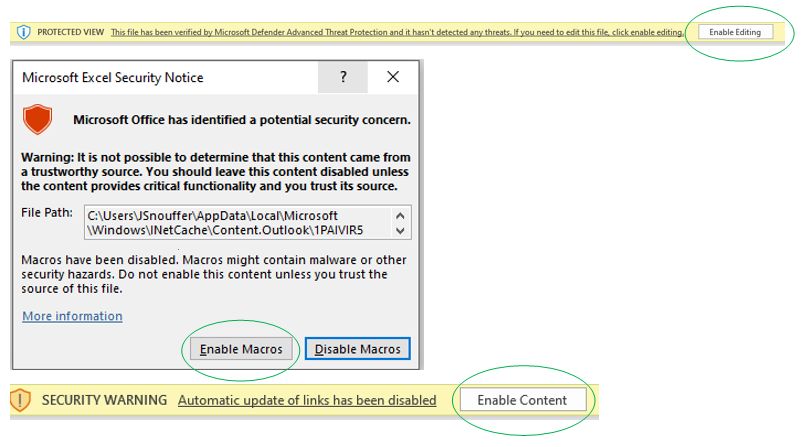 PROTECTED VIEW This file has been verified by Microsoft Defender Advanced Threat Protection and it hasn't detected any threats. If you need to edit this file, click enable editing. Enable Editing
Microsoft Excel Security Notice ?
Microsoft Office has identified a potential security concern.
Warning: It is not possible to determine that this content came from
a trustworthy source. You should leave this content disabled unless
the content provides critical functionality and you trust its source.
File Path: C:\Users\JSnouffer\AppData\Local\Microsoft
\Windows\INetCache\Content.Outlook\1PAIVIR5
Macros have been disabled. Macros might contain malware or other
security hazards. Do not enable this content unless you trust the
source of this file.
More information
Enable Macros Disable Macros
SECURITY WARNING Automatic update of links has been disabled Enable Content